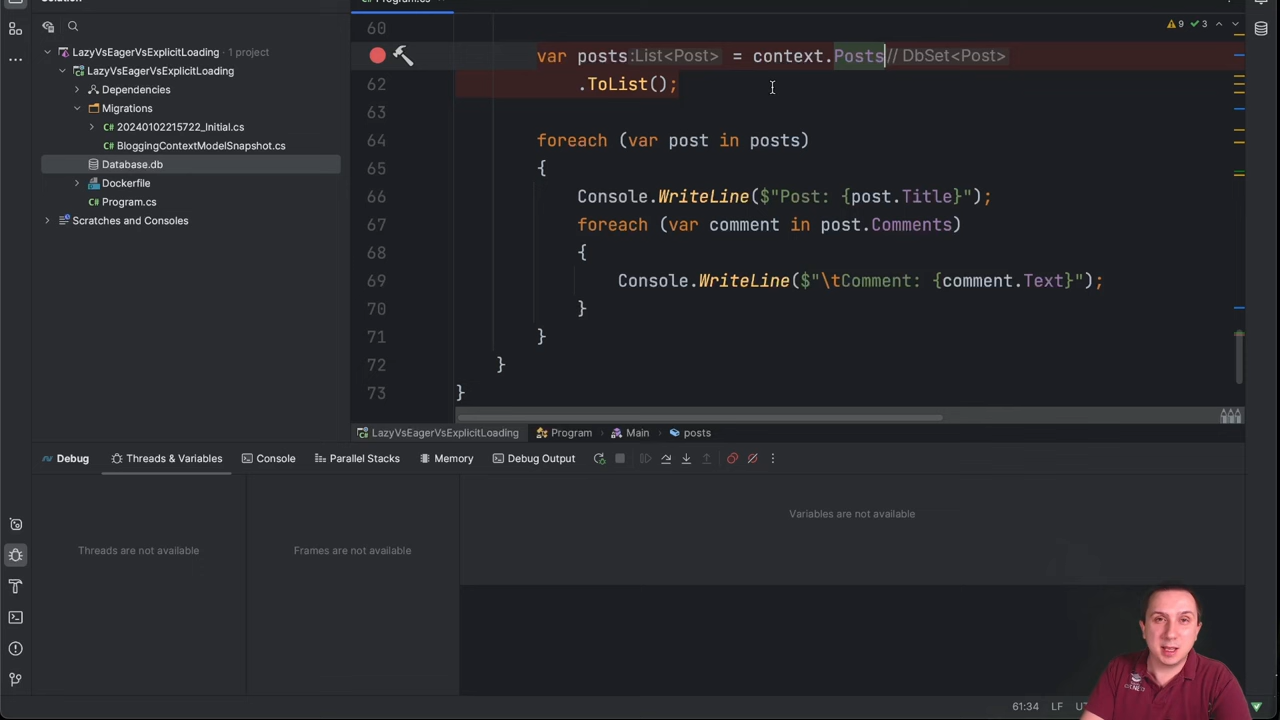 60
LazyVsEagerVsExplicitLoading · 1 project
9 3
var posts:List<Post> = context.Posts// DbSet<Post>
LazyVsEagerVsExplicitLoading
62 .ToList();
Dependencies
Migrations
63
20240102215722_Initial.cs
64 foreach (var post in posts)
BloggingContextModelSnapshot.cs
65 {
Database.db
Dockerfile
66 Console.WriteLine($"Post: {post.Title}");
Program.cs
67 foreach (var comment in post.Comments)
Scratches and Consoles
68 {
69 Console.WriteLine($"\tComment: {comment.Text}");
70 }
71 }
72 }
73 }
LazyVsEagerVsExplicitLoading Program Main posts
Debug Threads & Variables Console Parallel Stacks Memory Debug Output
Threads are not available
Frames are not available
Variables are not available
61:34 LF